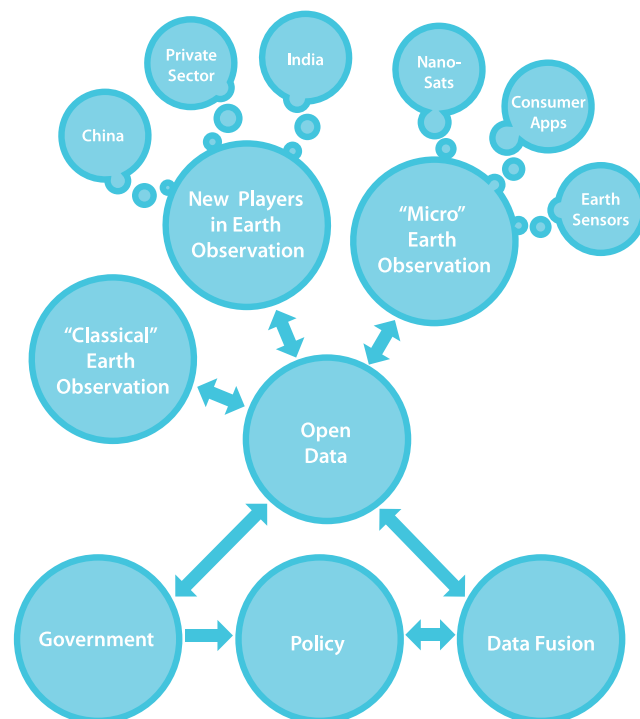 Private
Sector
India
Nano-
Sats
China
Consumer
Apps
New Players
in Earth
Observation
“Micro”
Earth
Observation
Earth
Sensors
“Classical”
Earth
Observation
Open
Data
Government
Policy
Data Fusion